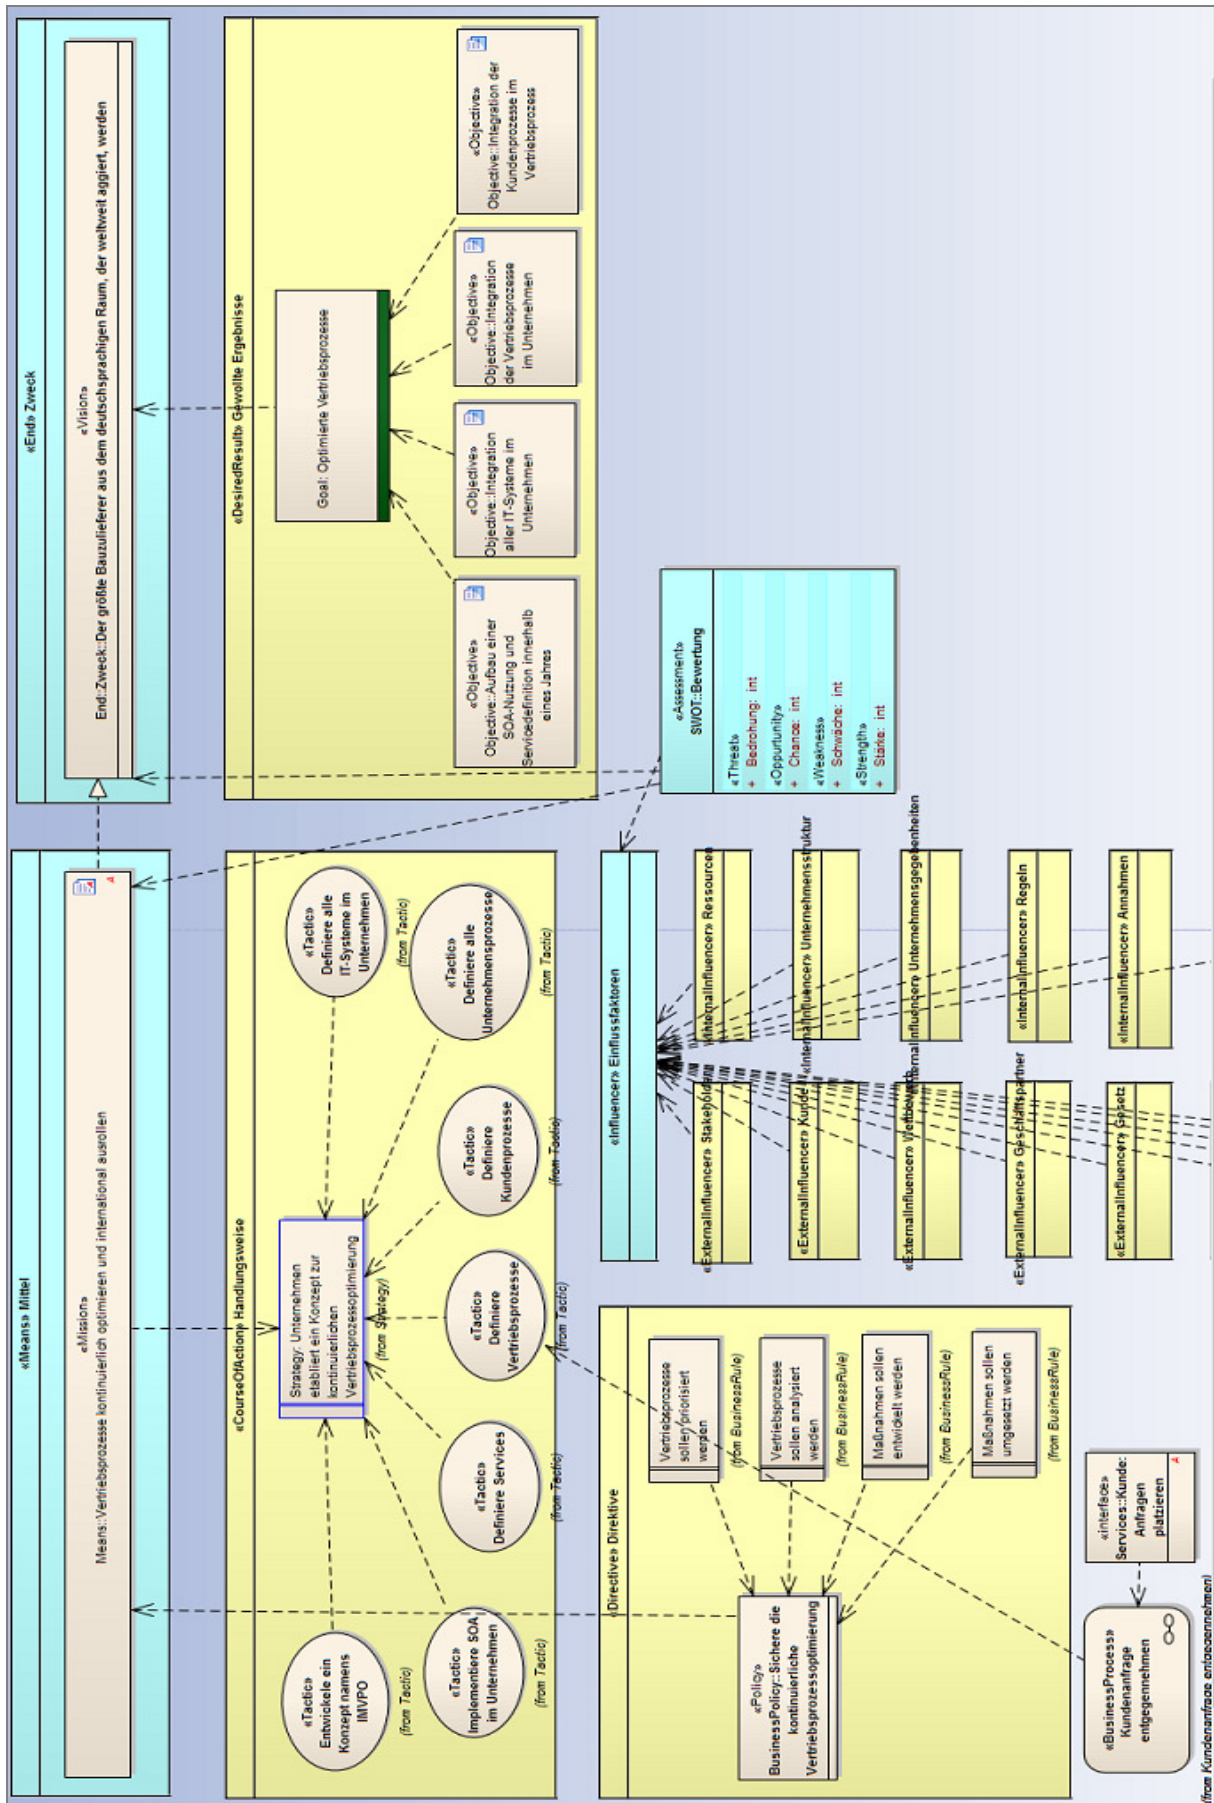 «Means» Mittel
«Mission»
Means::Vertriebsprozesse kontinuierlich optimieren und international ausrollen
A
«End» Zweck
«Vision»
End::Zweck::Der größte Bauzulieferer aus dem deutschsprachigen Raum, der weltweit aggiert, werden
«CourseOfAction» Handlungsweise
«Tactic»
Entwickele ein
Konzept namens
IMVPO
(from Tactic)
Strategy: Unternehmen
etabliert ein Konzept zur
kontinuierlichen
Vertriebsprozessoptimierung
(from Strategy)
«Tactic»
Definiere alle
IT-Systeme im
Unternehmen
(from Tactic)
«Tactic»
Implementiere SOA
im Unternehmen
(from Tactic)
«Tactic»
Definiere Services
(from Tactic)
«Tactic»
Definiere
Vertriebsprozesse
(from Tactic)
«Tactic»
Definiere
Kundenprozesse
(from Tactic)
«Tactic»
Definiere alle
Unternehmensprozesse
(from Tactic)
«DesiredResult» Gewollte Ergebnisse
Goal: Optimierte Vertriebsprozesse
«Objective»
Objective::Aufbau einer
SOA-Nutzung und
Servicedefinition innerhalb
eines Jahres
«Objective»
Objective::Integration
aller IT-Systeme im
Unternehmen
«Objective»
Objective::Integration
der Vertriebsprozesse
im Unternehmen
«Objective»
Objective::Integration der
Kundenprozesse im
Vertriebsprozess
«Directive» Direktive
«Policy»
BusinessPolicy::Sichere die
kontinuierliche
Vertriebsprozessoptimierung
Vertriebsprozesse
sollen priorisiert
werden
(from BusinessRule)
Vertriebsprozesse
sollen analysiert
werden
(from BusinessRule)
Maßnahmen sollen
entwickelt werden
(from BusinessRule)
Maßnahmen sollen
umgesetzt werden
(from BusinessRule)
«BusinessProcess»
Kundenanfrage
entgegennehmen
(from Kundenanfrage entgegennehmen)
«interface»
Services::Kunde:
Anfragen
platzieren
A
«Influencer» Einflussfaktoren
«ExternalInfluencer» Stakeholder
«InternalInfluencer» Ressourcen
«ExternalInfluencer» Kunde
«InternalInfluencer» Unternehmensstruktur
«ExternalInfluencer» Wettbewerb
«InternalInfluencer» Unternehmensgegebenheiten
«ExternalInfluencer» Geschäftspartner
«InternalInfluencer» Regeln
«ExternalInfluencer» Gesetz
«InternalInfluencer» Annahmen
«Assessment»
SWOT::Bewertung
«Threat»
+ Bedrohung: int
«Oppurtunity»
+ Chance: int
«Weakness»
+ Schwäche: int
«Strength»
+ Stärke: int